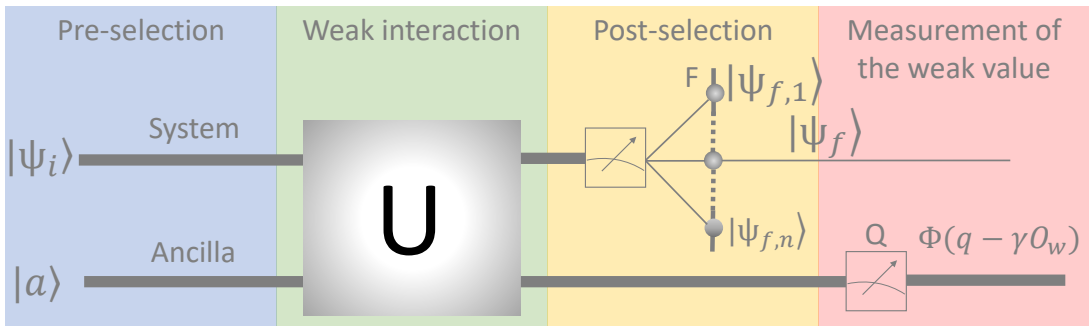 Pre-selection
Weak interaction
Post-selection
Measurement of
the weak value
System
|ψ_i⟩
U
F
|ψ_{f,1}⟩
|ψ_f⟩
|ψ_{f,n}⟩
Ancilla
|a⟩
Q
Φ(q − γO_w)